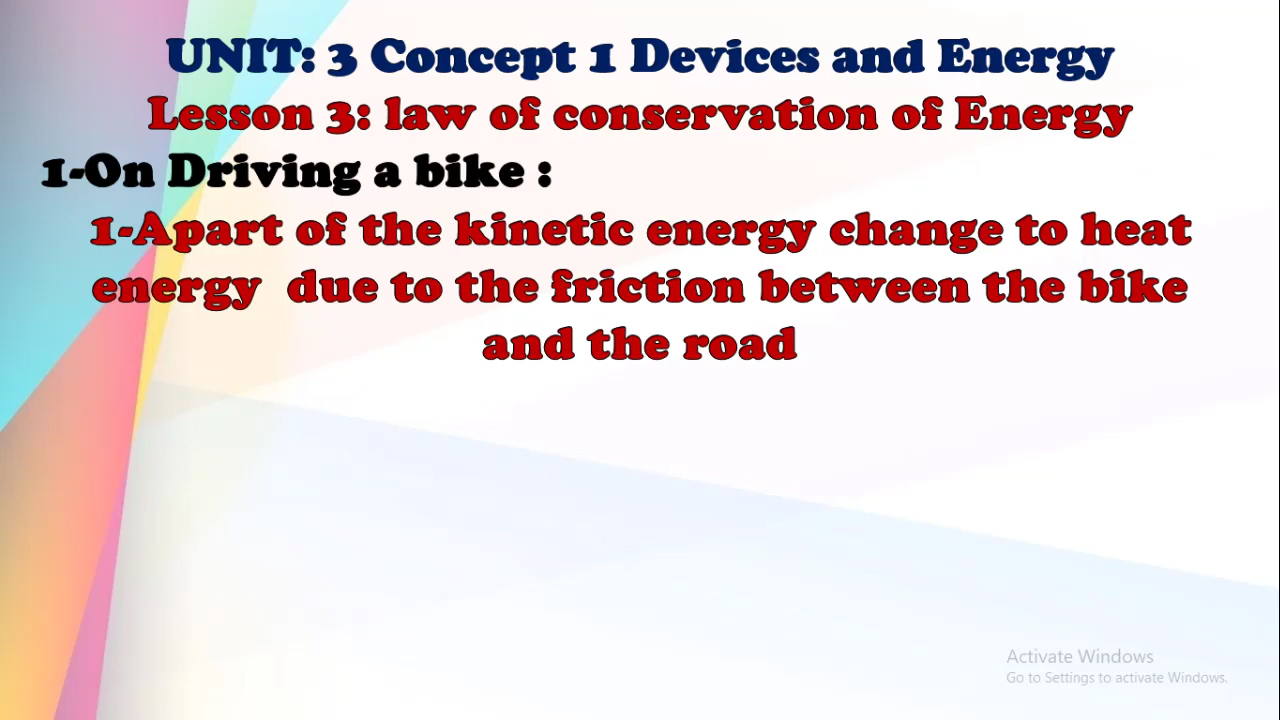 UNIT: 3 Concept 1 Devices and Energy
Lesson 3: law of conservation of Energy
1-On Driving a bike :
1-Apart of the kinetic energy change to heat
energy due to the friction between the bike
and the road
Activate Windows
Go to Settings to activate Windows.